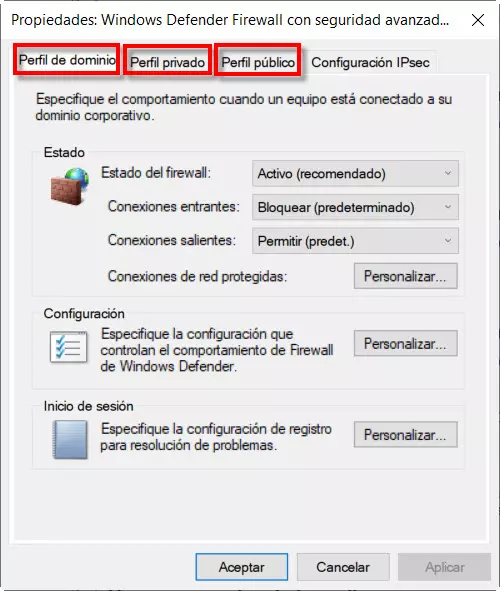 Propiedades: Windows Defender Firewall con seguridad avanzad...
Perfil de dominio Perfil privado Perfil público Configuración IPsec
Especifique el comportamiento cuando un equipo está conectado a su
dominio corporativo.
Estado
Estado del firewall: Activo (recomendado)
Conexiones entrantes: Bloquear (predeterminado)
Conexiones salientes: Permitir (predet.)
Conexiones de red protegidas: Personalizar...
Configuración
Especifique la configuración que
controlan el comportamiento de Firewall
de Windows Defender.
Personalizar...
Inicio de sesión
Especifique la configuración de registro
para resolución de problemas.
Personalizar...
Aceptar Cancelar Aplicar